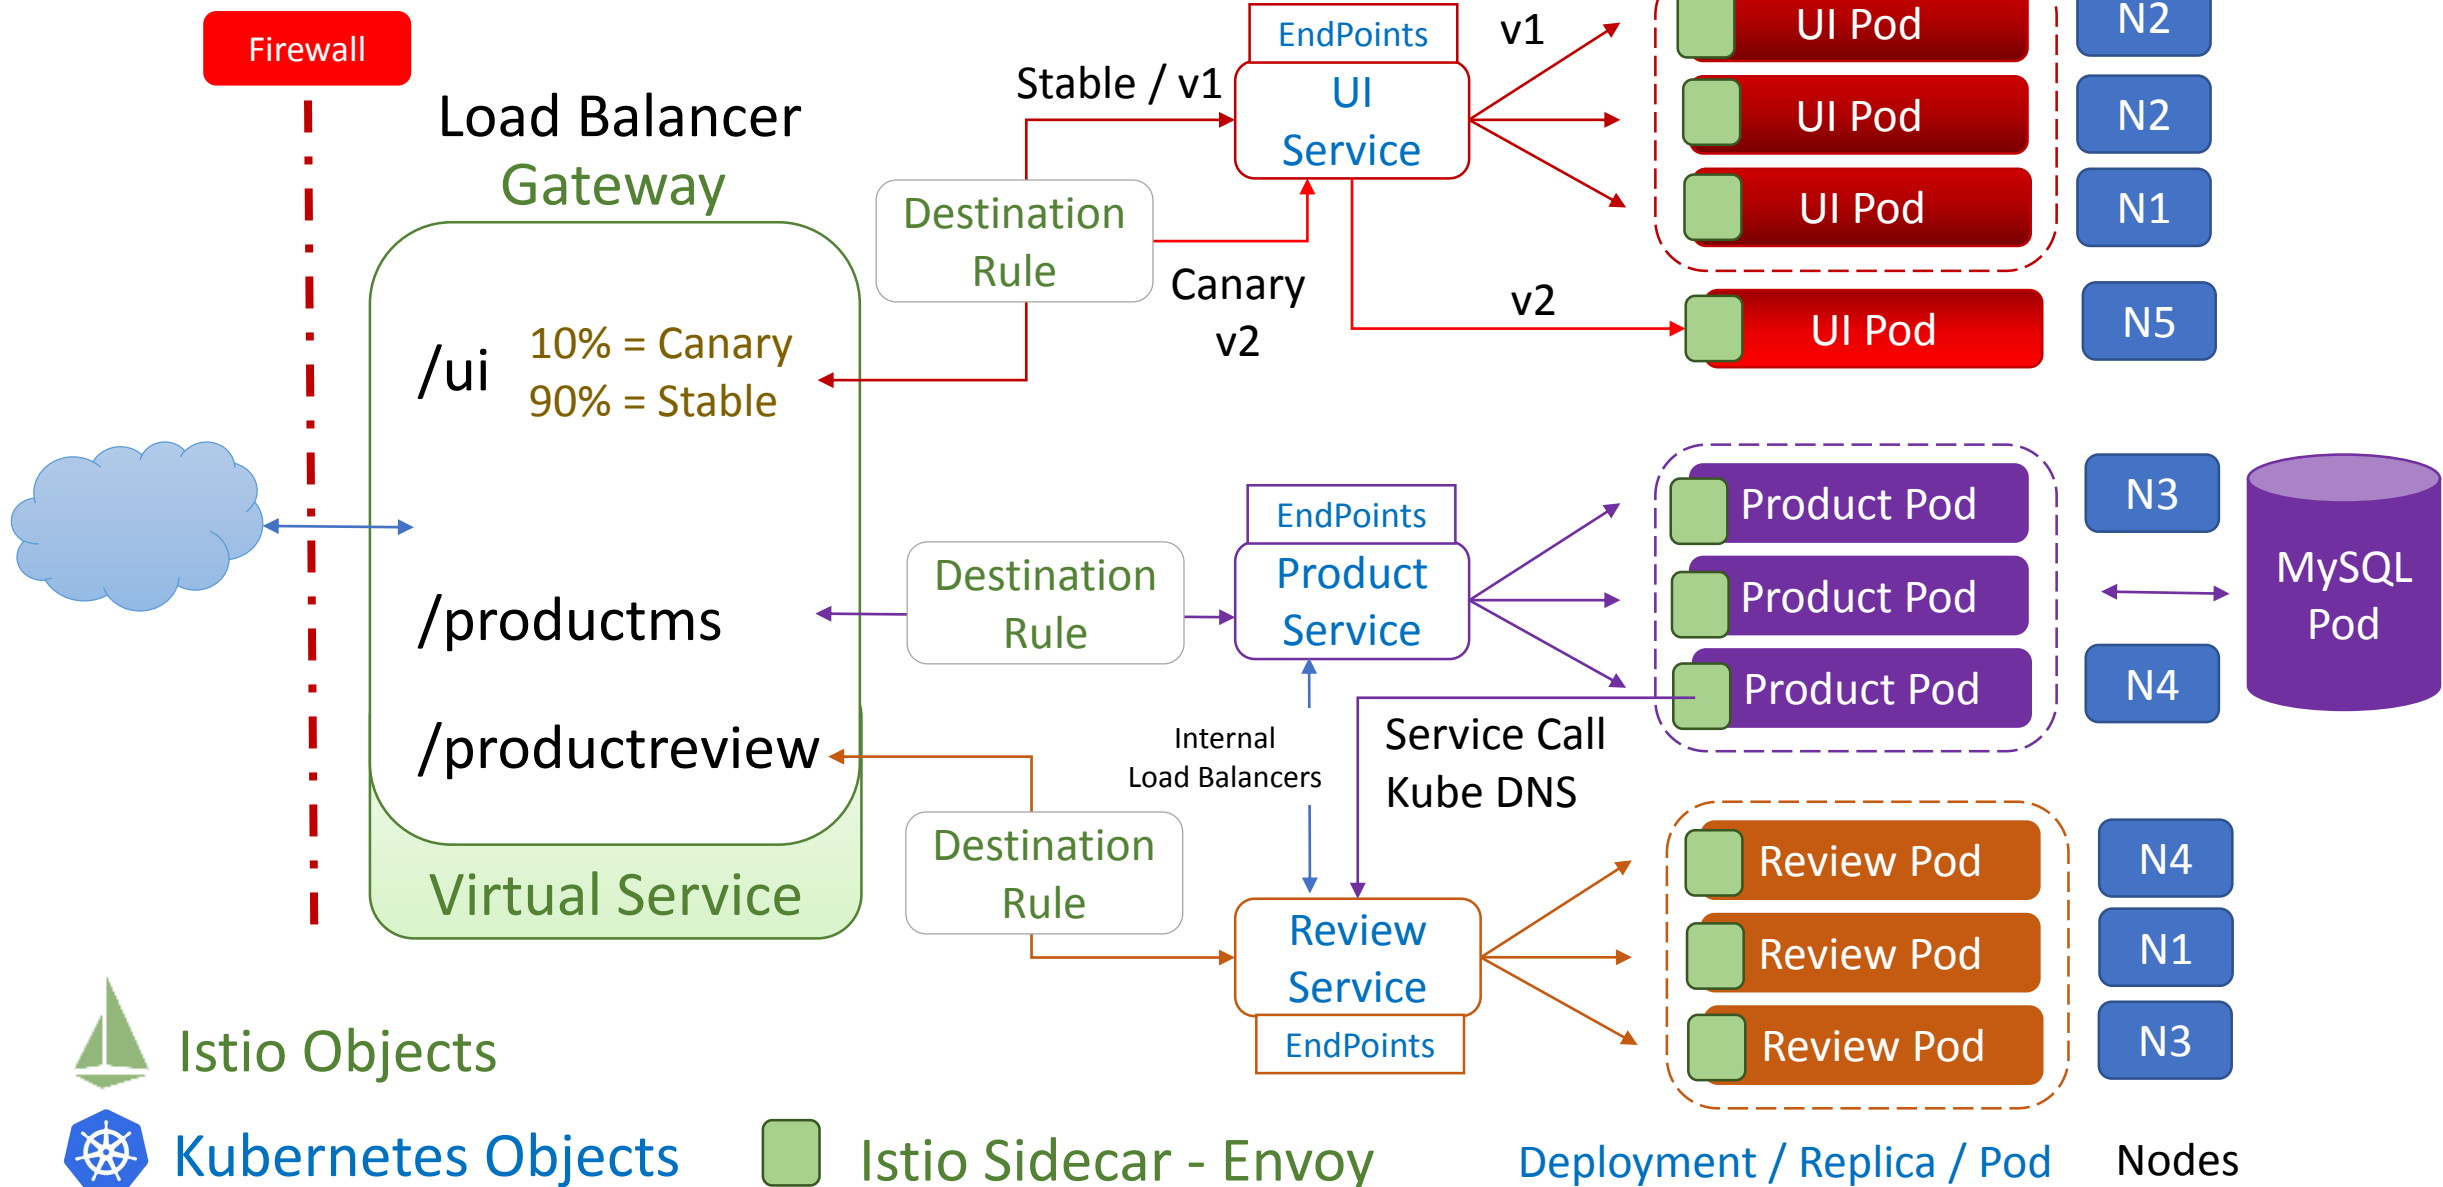 Firewall
Load Balancer
Gateway
/ui
10% = Canary
90% = Stable
/productms
/productreview
Virtual Service
Destination
Rule
Stable / v1
Canary
v2
EndPoints
UI
Service
v1
v2
UI Pod
N2
UI Pod
N2
UI Pod
N1
UI Pod
N5
Destination
Rule
EndPoints
Product
Service
Product Pod
N3
Product Pod
Product Pod
N4
MySQL
Pod
Internal
Load Balancers
Service Call
Kube DNS
Destination
Rule
Review
Service
EndPoints
Review Pod
N4
Review Pod
N1
Review Pod
N3
Istio Objects
Kubernetes Objects
Istio Sidecar - Envoy
Deployment / Replica / Pod
Nodes